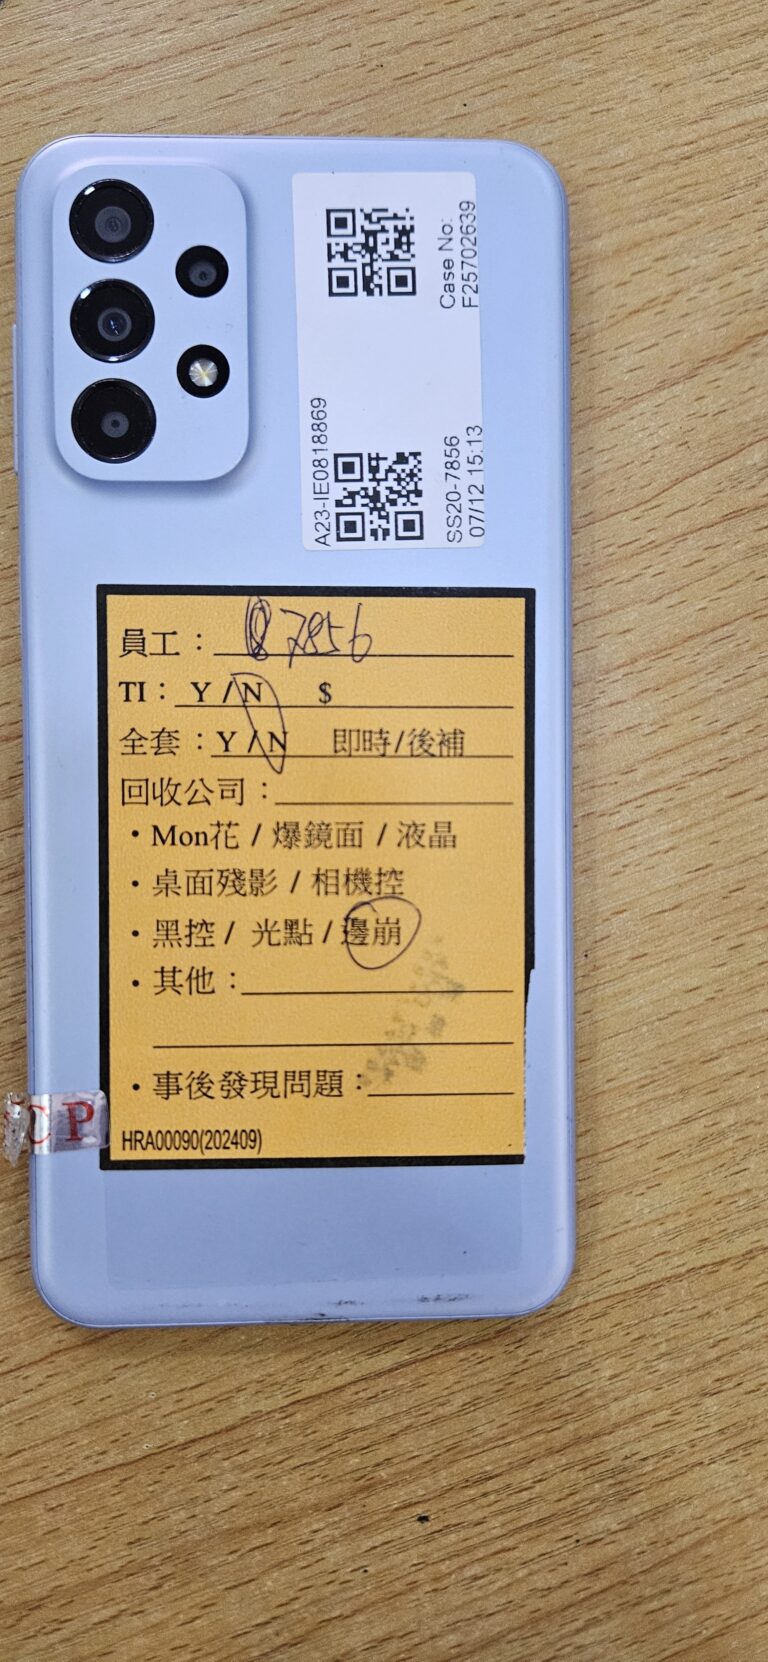 Case No:
F25702639
A23-IE0818869
SS20-7856
07/12 15:13
員工：7856
TI： Y / N $
全套：Y / N 即時/後補
回收公司：
・Mon花 / 爆鏡面 / 液晶
・桌面殘影 / 相機控
・黑控 / 光點 / 邊崩
・其他：
・事後發現問題：
HRA00090(202409)
CP